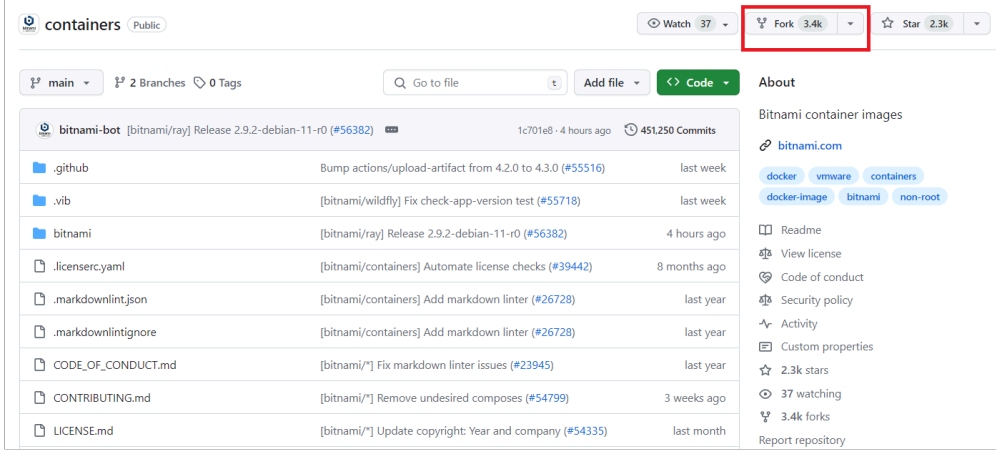 containers Public Watch 37 Fork 3.4k Star 2.3k
main 2 Branches 0 Tags Go to file t Add file Code
bitnami-bot [bitnami/ray] Release 2.9.2-debian-11-r0 (#56382) 1c701e8 · 4 hours ago 451,250 Commits
.github Bump actions/upload-artifact from 4.2.0 to 4.3.0 (#55516) last week
.vib [bitnami/wildfly] Fix check-app-version test (#55718) last week
bitnami [bitnami/ray] Release 2.9.2-debian-11-r0 (#56382) 4 hours ago
.licenserc.yaml [bitnami/containers] Automate license checks (#39442) 8 months ago
.markdownlint.json [bitnami/containers] Add markdown linter (#26728) last year
.markdownlintignore [bitnami/containers] Add markdown linter (#26728) last year
CODE_OF_CONDUCT.md [bitnami/*] Fix markdown linter issues (#23945) last year
CONTRIBUTING.md [bitnami/*] Remove undesired composes (#54799) 3 weeks ago
LICENSE.md [bitnami/*] Update copyright: Year and company (#54335) last month
About
Bitnami container images
bitnami.com
docker vmware containers
docker-image bitnami non-root
Readme
View license
Code of conduct
Security policy
Activity
Custom properties
2.3k stars
37 watching
3.4k forks
Report repository